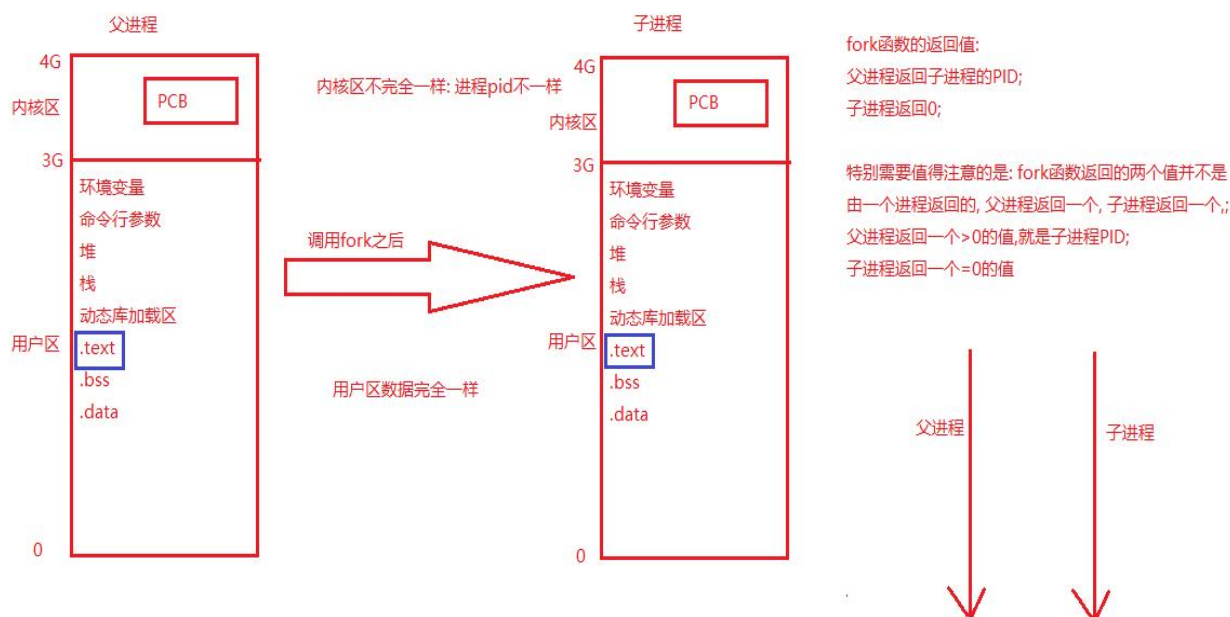 父进程
4G
内核区
PCB
3G
环境变量
命令行参数
堆
栈
动态库加载区
用户区
.text
.bss
.data
0
内核区不完全一样: 进程pid不一样
调用fork之后
用户区数据完全一样
子进程
4G
内核区
PCB
3G
环境变量
命令行参数
堆
栈
动态库加载区
用户区
.text
.bss
.data
0
fork函数的返回值:
父进程返回子进程的PID;
子进程返回0;
特别需要值得注意的是: fork函数返回的两个值并不是
由一个进程返回的, 父进程返回一个, 子进程返回一个,;
父进程返回一个>0的值,就是子进程PID;
子进程返回一个=0的值
父进程
子进程